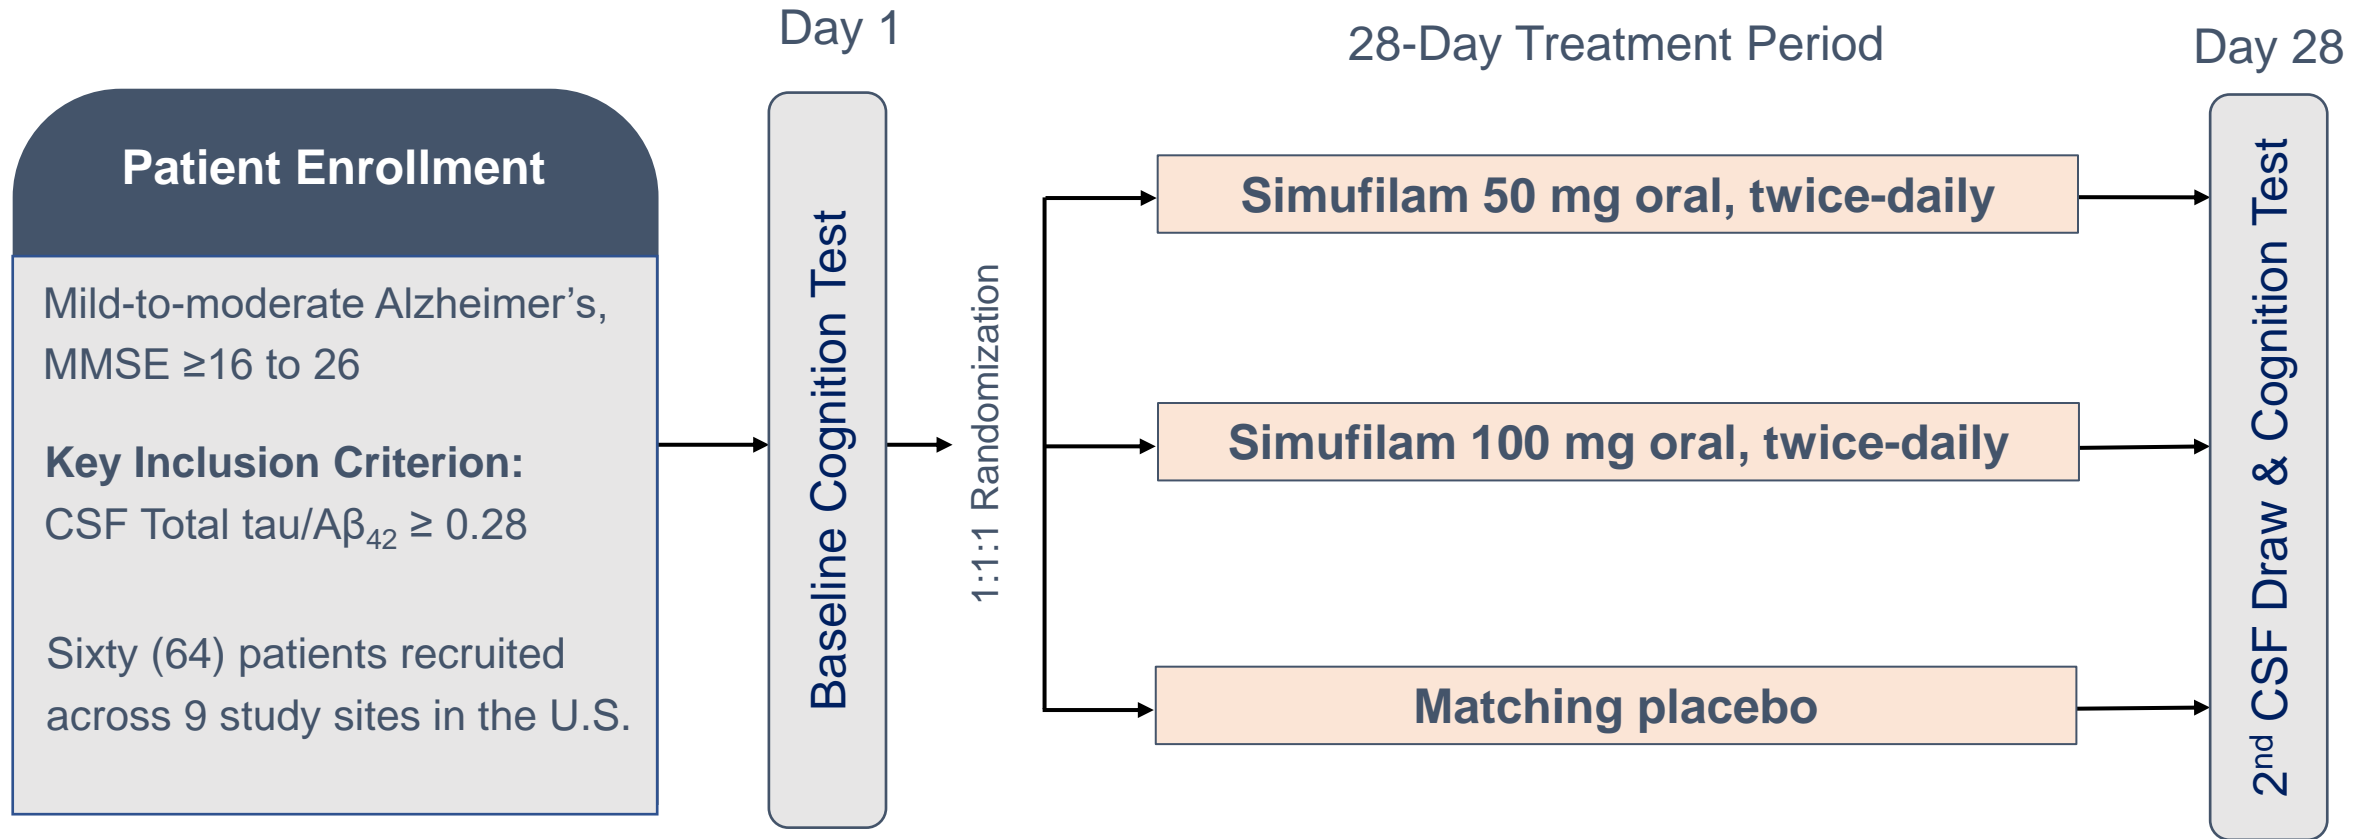 Day 1
28-Day Treatment Period
Day 28
Patient Enrollment
Mild-to-moderate Alzheimer’s,
MMSE ≥16 to 26
Key Inclusion Criterion:
CSF Total tau/Aβ₄₂ ≥ 0.28
Sixty (64) patients recruited
across 9 study sites in the U.S.
Baseline Cognition Test
1:1:1 Randomization
Simufilam 50 mg oral, twice-daily
Simufilam 100 mg oral, twice-daily
Matching placebo
2nd CSF Draw & Cognition Test